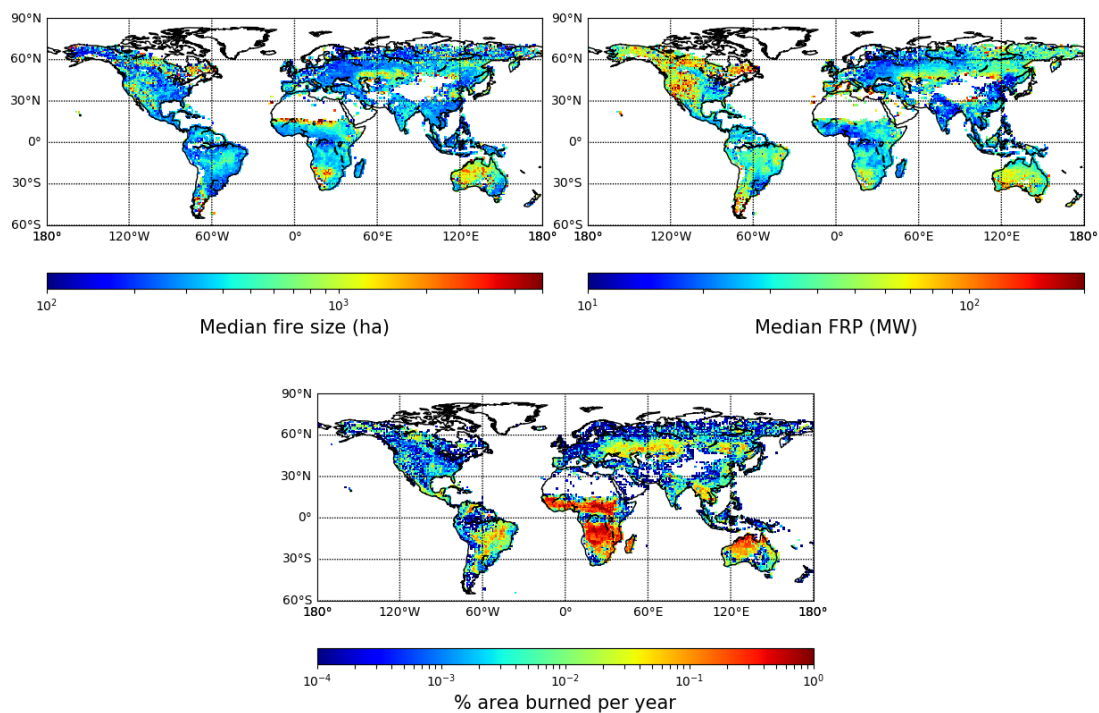 90°N 90°N
60°N 60°N
30°N 30°N
0° 0°
30°S 30°S
60°S 60°S
180° 120°W 60°W 0° 60°E 120°E 180° 180° 120°W 60°W 0° 60°E 120°E 180°
10² 10³ 10¹ 10²
Median fire size (ha) Median FRP (MW)
90°N
60°N
30°N
0°
30°S
60°S
180° 120°W 60°W 0° 60°E 120°E 180°
10⁻⁴ 10⁻³ 10⁻² 10⁻¹ 10⁰
% area burned per year